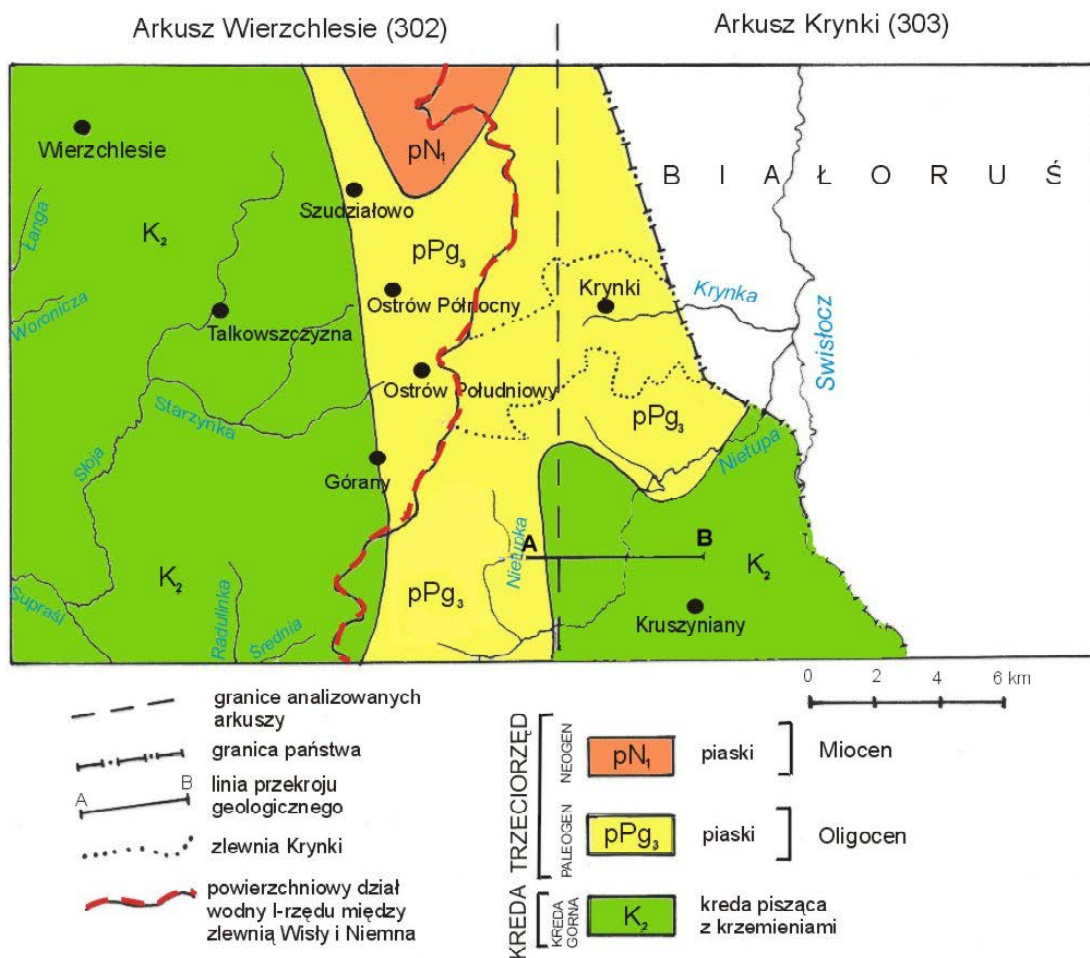 Arkusz Wierzchlesie (302)
Arkusz Krynki (303)
Wierzchlesie
pN₁
B I A Ł O R U Ś
Szudziałowo
Łanga
K₂
pPg₃
Krynki
Krynka
Ostrów Północny
Woronicza
Talkowszczyzna
Swisłocz
Ostrów Południowy
Starzynka
pPg₃
Nietupa
Słoja
Górany
A
B
Nietupka
K₂
K₂
pPg₃
Supraśl
Radulinka
Średnia
Kruszyniany
0 2 4 6 km
granice analizowanych
arkuszy
granica państwa
A B
linia przekroju
geologicznego
zlewnia Krynki
powierzchniowy dział
wodny I-rzędu między
zlewnią Wisły i Niemna
TRZECIORZĘD
NEOGEN
pN₁
piaski
Miocen
PALEOGEN
pPg₃
piaski
Oligocen
KREDA
KREDA
GÓRNA
K₂
kreda pisząca
z krzemieniami